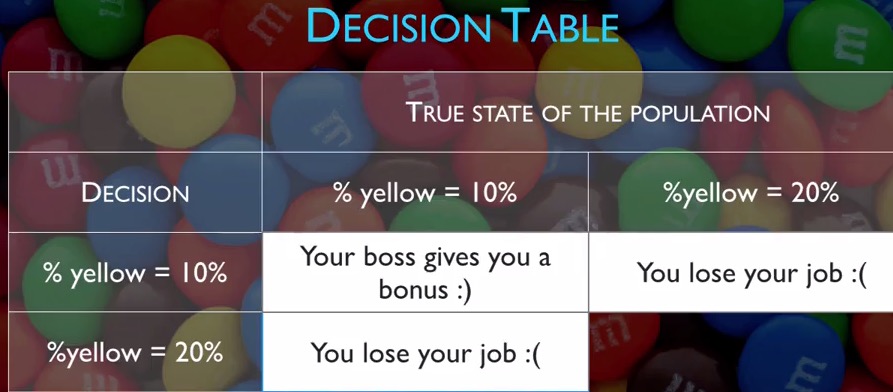 DECISION TABLE
TRUE STATE OF THE POPULATION
DECISION
% yellow = 10%
%yellow = 20%
% yellow = 10%
Your boss gives you a
bonus :)
You lose your job :(
%yellow = 20%
You lose your job :(
m
m
m
m
m
m
m
m